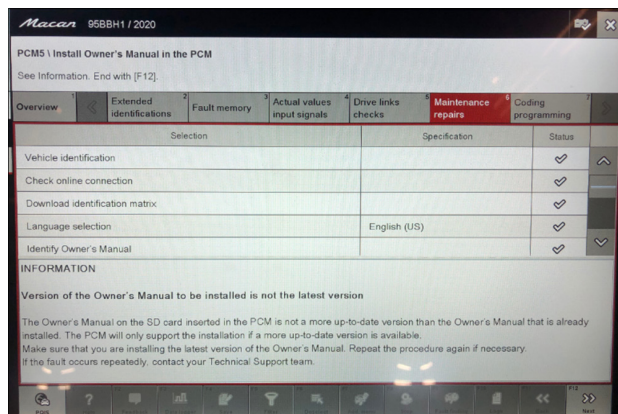 Macan 95BBH1 / 2020
PCM5 \ Install Owner's Manual in the PCM
See Information. End with [F12].
Overview 1
Extended identifications 2
Fault memory 3
Actual values input signals 4
Drive links checks 5
Maintenance repairs 6
Coding programming 7
Selection Specification Status
Vehicle identification
Check online connection
Download identification matrix
Language selection English (US)
Identify Owner's Manual
INFORMATION
Version of the Owner's Manual to be installed is not the latest version
The Owner's Manual on the SD card inserted in the PCM is not a more up-to-date version than the Owner's Manual that is already
installed. The PCM will only support the installation if a more up-to-date version is available.
Make sure that you are installing the latest version of the Owner's Manual. Repeat the procedure again if necessary.
If the fault occurs repeatedly, contact your Technical Support team.
F12